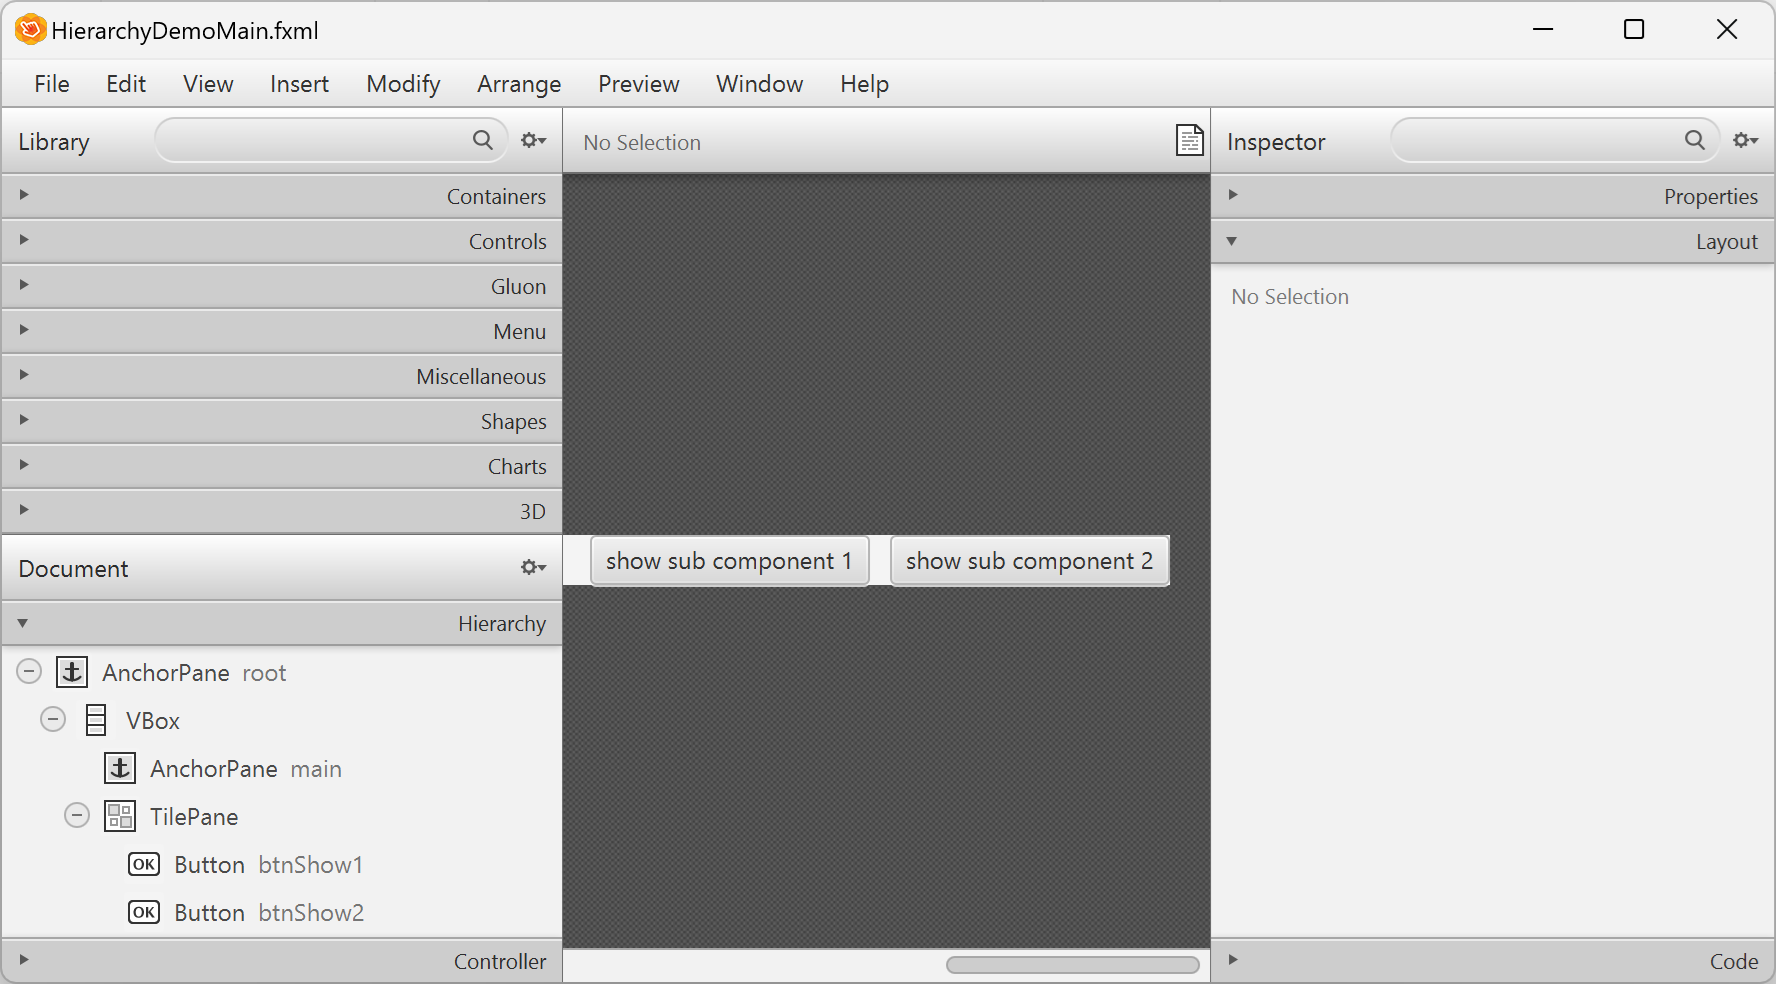 HierarchyDemoMain.fxml
File Edit View Insert Modify Arrange Preview Window Help
Library
Containers
Controls
Gluon
Menu
Miscellaneous
Shapes
Charts
3D
Document
Hierarchy
AnchorPane root
VBox
AnchorPane main
TilePane
OK Button btnShow1
OK Button btnShow2
Controller
No Selection
show sub component 1 show sub component 2
Inspector
Properties
Layout
No Selection
Code